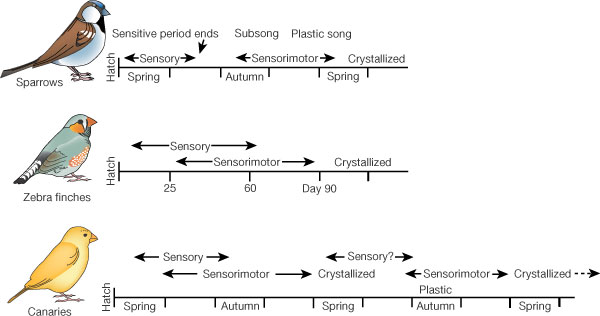 Sensitive period ends Subsong Plastic song
Sensory Sensorimotor Crystallized
Hatch
Spring Autumn Spring
Sparrows
Sensory
Sensorimotor Crystallized
Hatch
25 60 Day 90
Zebra finches
Sensory Sensory?
Sensorimotor Crystallized Sensorimotor Crystallized
Plastic
Hatch
Spring Autumn Spring Autumn Spring
Canaries